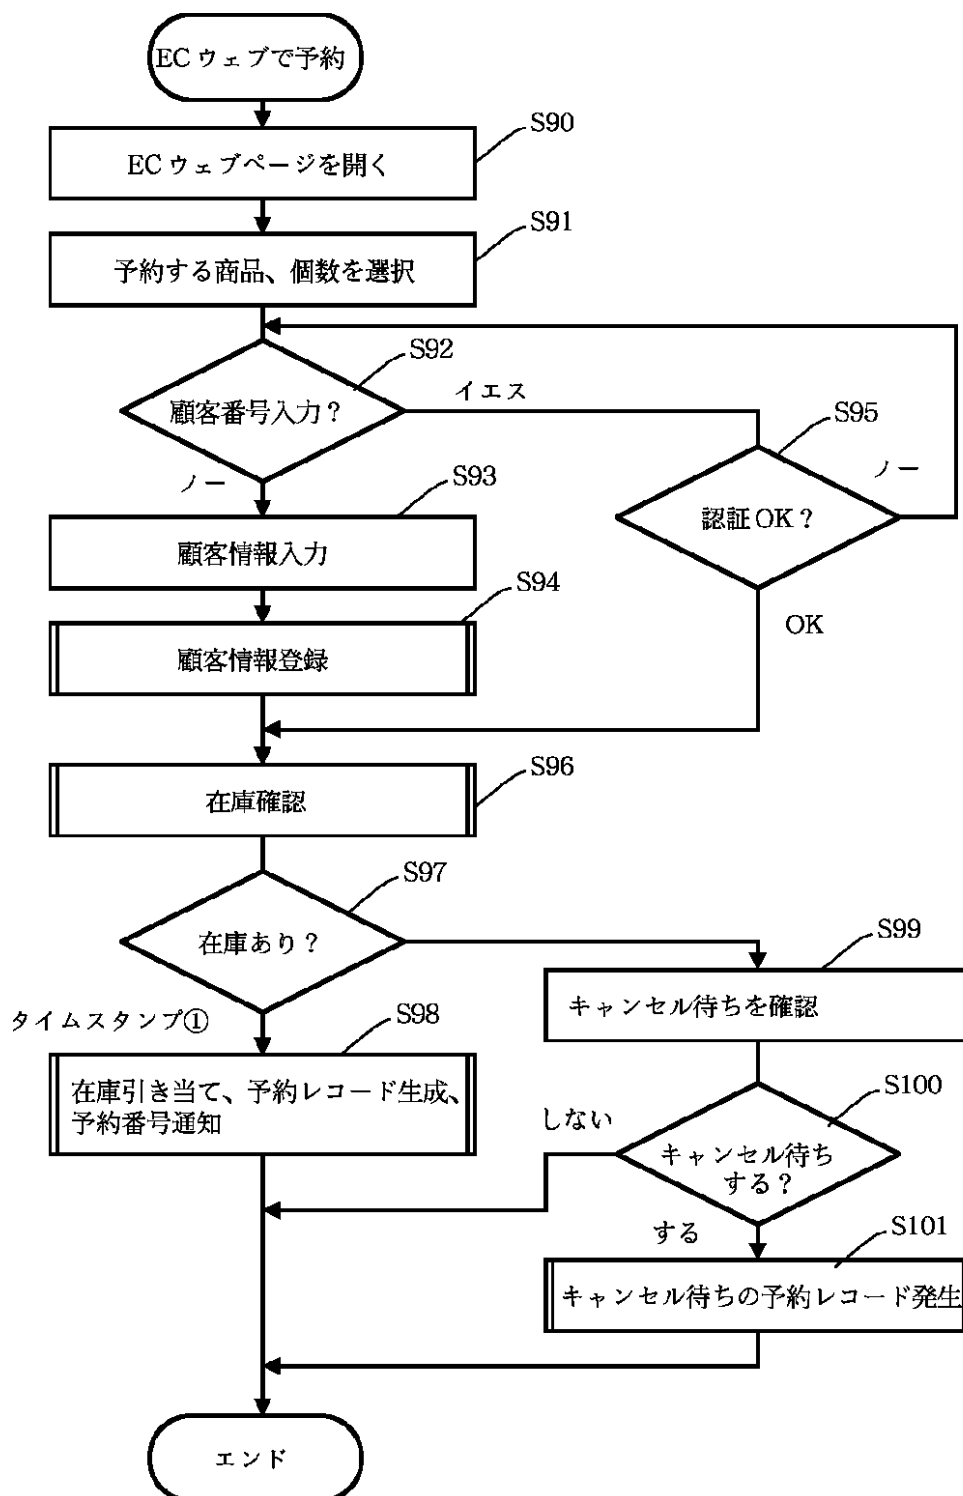 EC ウェブで予約
S90
EC ウェブページを開く
S91
予約する商品、個数を選択
S92
イエス
顧客番号入力？
S95
ノー
認証 OK？
ノー
S93
顧客情報入力
S94
OK
顧客情報登録
S96
在庫確認
S97
在庫あり？
S99
キャンセル待ちを確認
タイムスタンプ①
S98
在庫引き当て、予約レコード生成、
予約番号通知
S100
しない
キャンセル待ち
する？
する
S101
キャンセル待ちの予約レコード発生
エンド